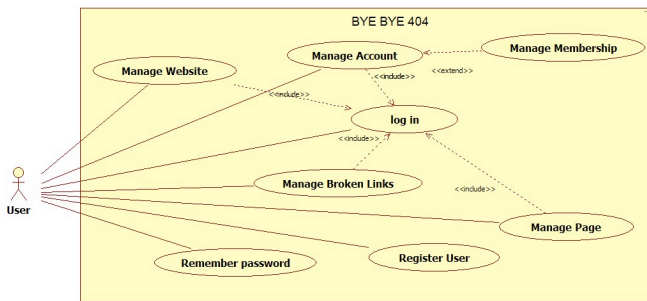 BYE BYE 404
Manage Account
Manage Membership
Manage Website
<<include>>
<<extend>>
<<include>>
log in
<<include>>
User
Manage Broken Links
<<include>>
Manage Page
Remember password
Register User